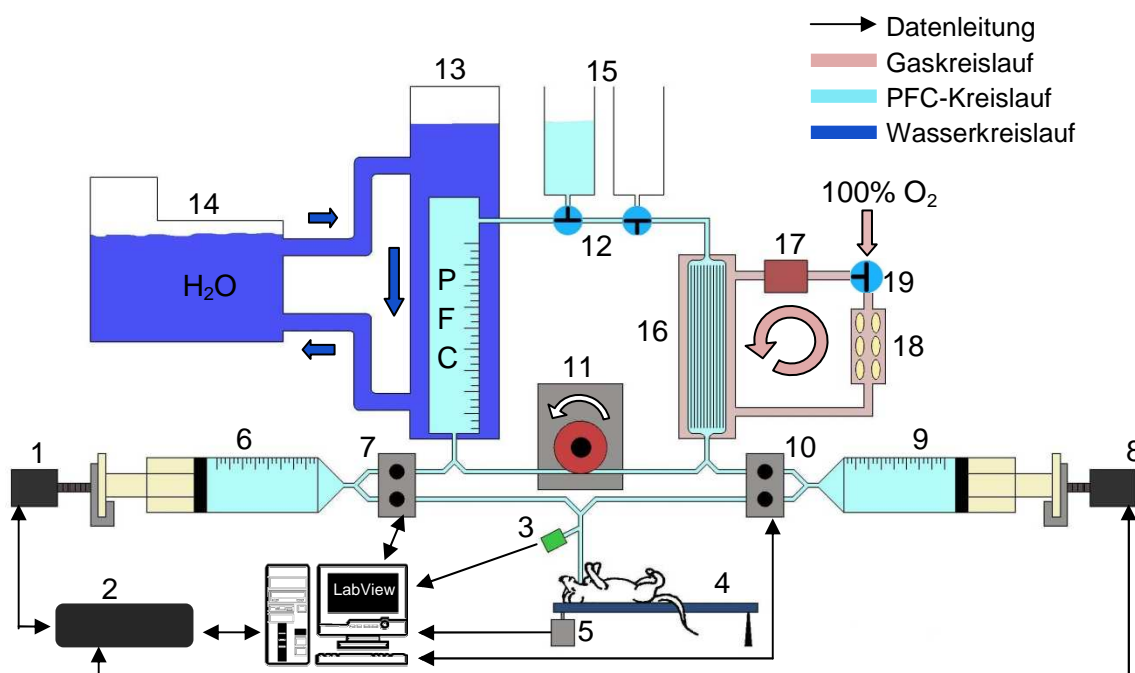 Datenleitung
Gaskreislauf
PFC-Kreislauf
Wasserkreislauf
13
15
14
12
100% O₂
17
19
H₂O
P
F
C
16
18
11
1
6
7
10
9
8
3
2
LabView
4
5